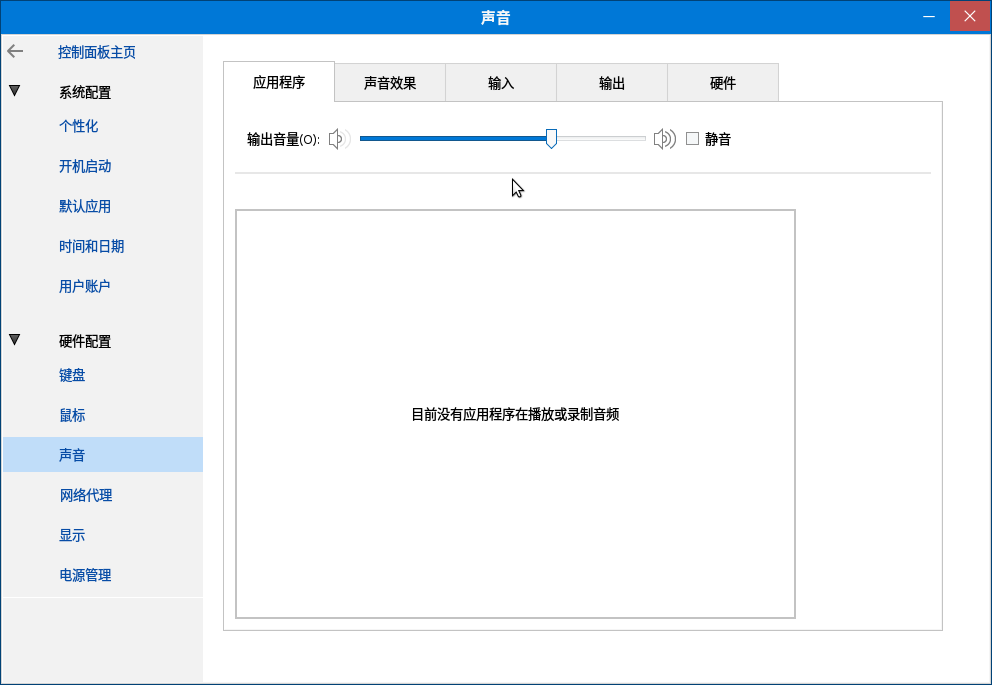 声音
控制面板主页
系统配置
个性化
开机启动
默认应用
时间和日期
用户账户
硬件配置
键盘
鼠标
声音
网络代理
显示
电源管理
应用程序
声音效果
输入
输出
硬件
输出音量(O):
静音
目前没有应用程序在播放或录制音频